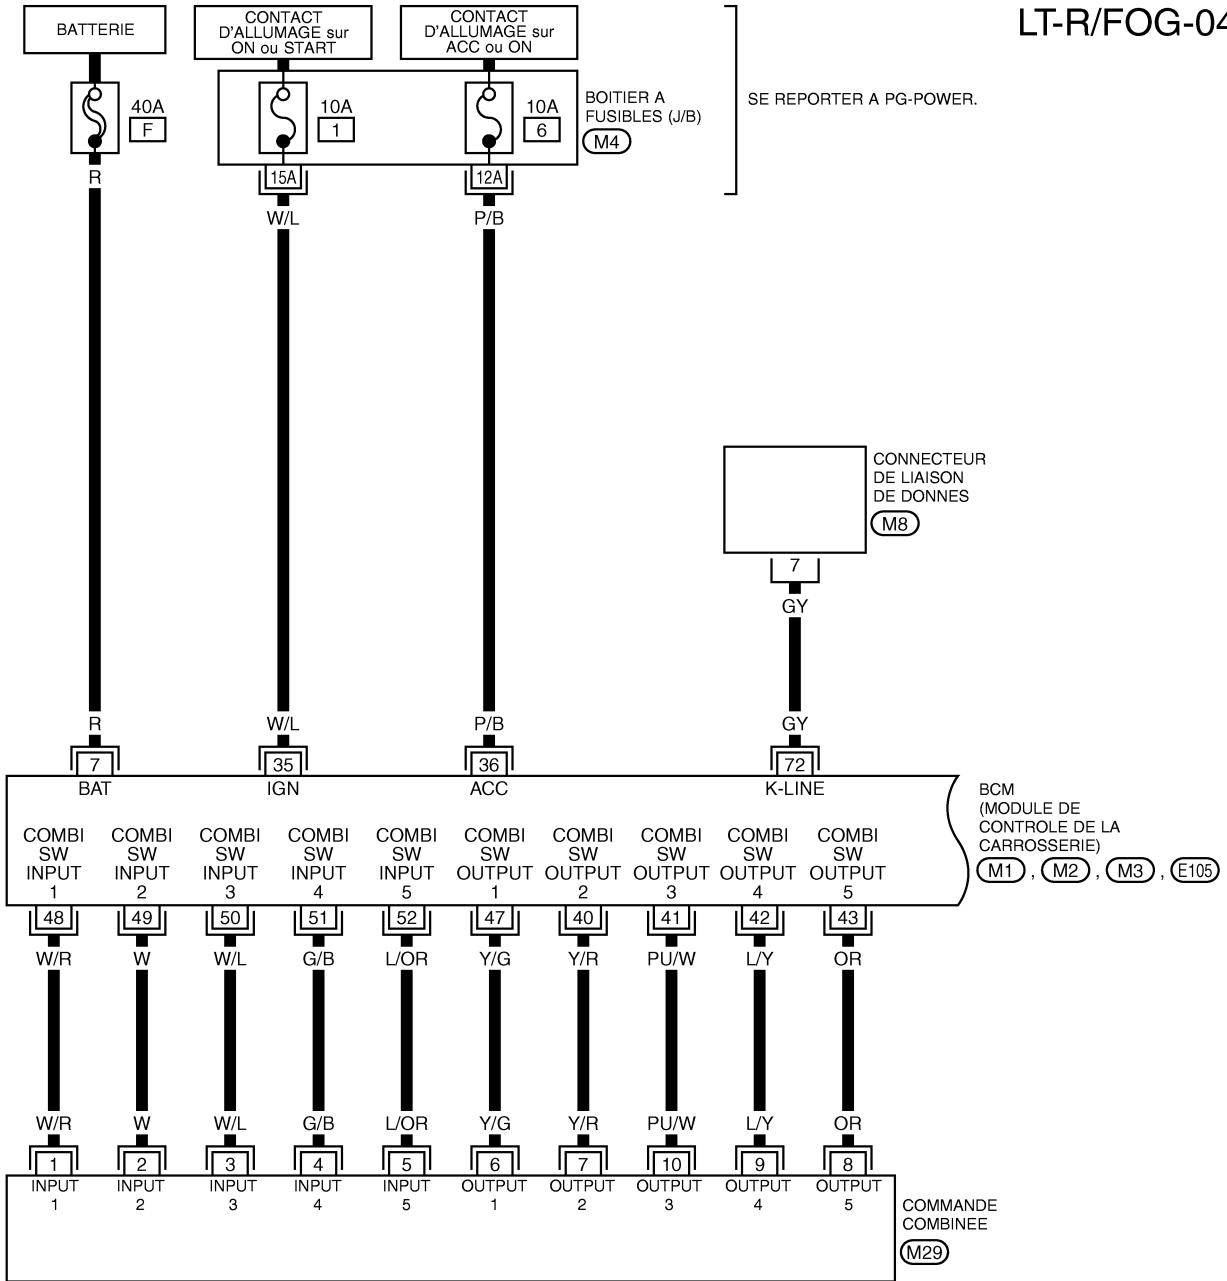 LT-R/FOG-04
BATTERIE
CONTACT
D'ALLUMAGE sur
ON ou START
CONTACT
D'ALLUMAGE sur
ACC ou ON
40A
F
10A
1
10A
6
BOITIER A
FUSIBLES (J/B)
M4
SE REPORTER A PG-POWER.
15A
12A
R
W/L
P/B
CONNECTEUR
DE LIAISON
DE DONNES
M8
7
GY
R
W/L
P/B
GY
7
35
36
72
BAT
IGN
ACC
K-LINE
BCM
(MODULE DE
CONTROLE DE LA
CARROSSERIE)
M1 , M2 , M3 , E105
COMBI
SW
INPUT
1
COMBI
SW
INPUT
2
COMBI
SW
INPUT
3
COMBI
SW
INPUT
4
COMBI
SW
INPUT
5
COMBI
SW
OUTPUT
1
COMBI
SW
OUTPUT
2
COMBI
SW
OUTPUT
3
COMBI
SW
OUTPUT
4
COMBI
SW
OUTPUT
5
48 49 50 51 52 47 40 41 42 43
W/R W W/L G/B L/OR Y/G Y/R PU/W L/Y OR
W/R W W/L G/B L/OR Y/G Y/R PU/W L/Y OR
1 2 3 4 5 6 7 10 9 8
INPUT
1
INPUT
2
INPUT
3
INPUT
4
INPUT
5
OUTPUT
1
OUTPUT
2
OUTPUT
3
OUTPUT
4
OUTPUT
5
COMMANDE
COMBINEE
M29